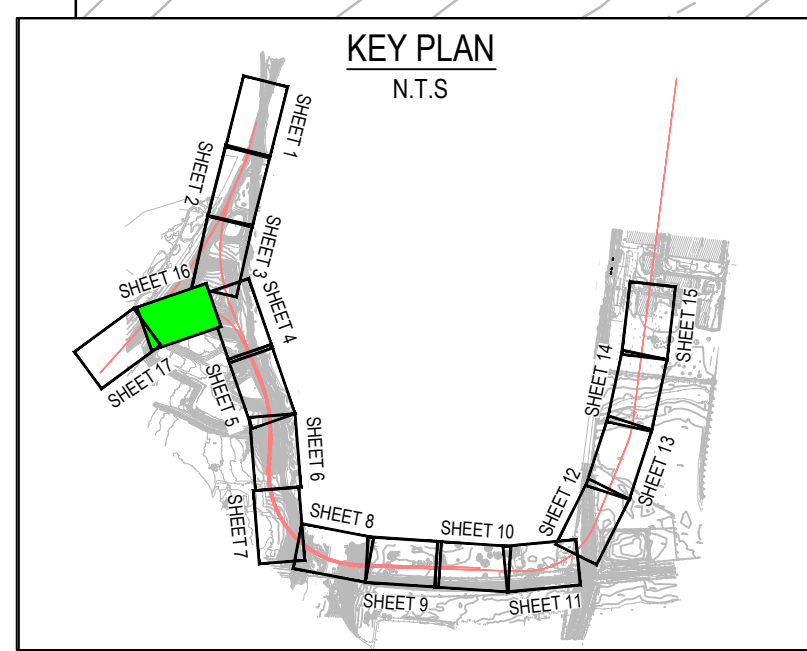 KEY PLAN
N.T.S
SHEET 1
SHEET 2
SHEET 3
SHEET 16
SHEET 4
SHEET 17
SHEET 5
SHEET 6
SHEET 7
SHEET 8
SHEET 9
SHEET 10
SHEET 11
SHEET 12
SHEET 13
SHEET 14
SHEET 15